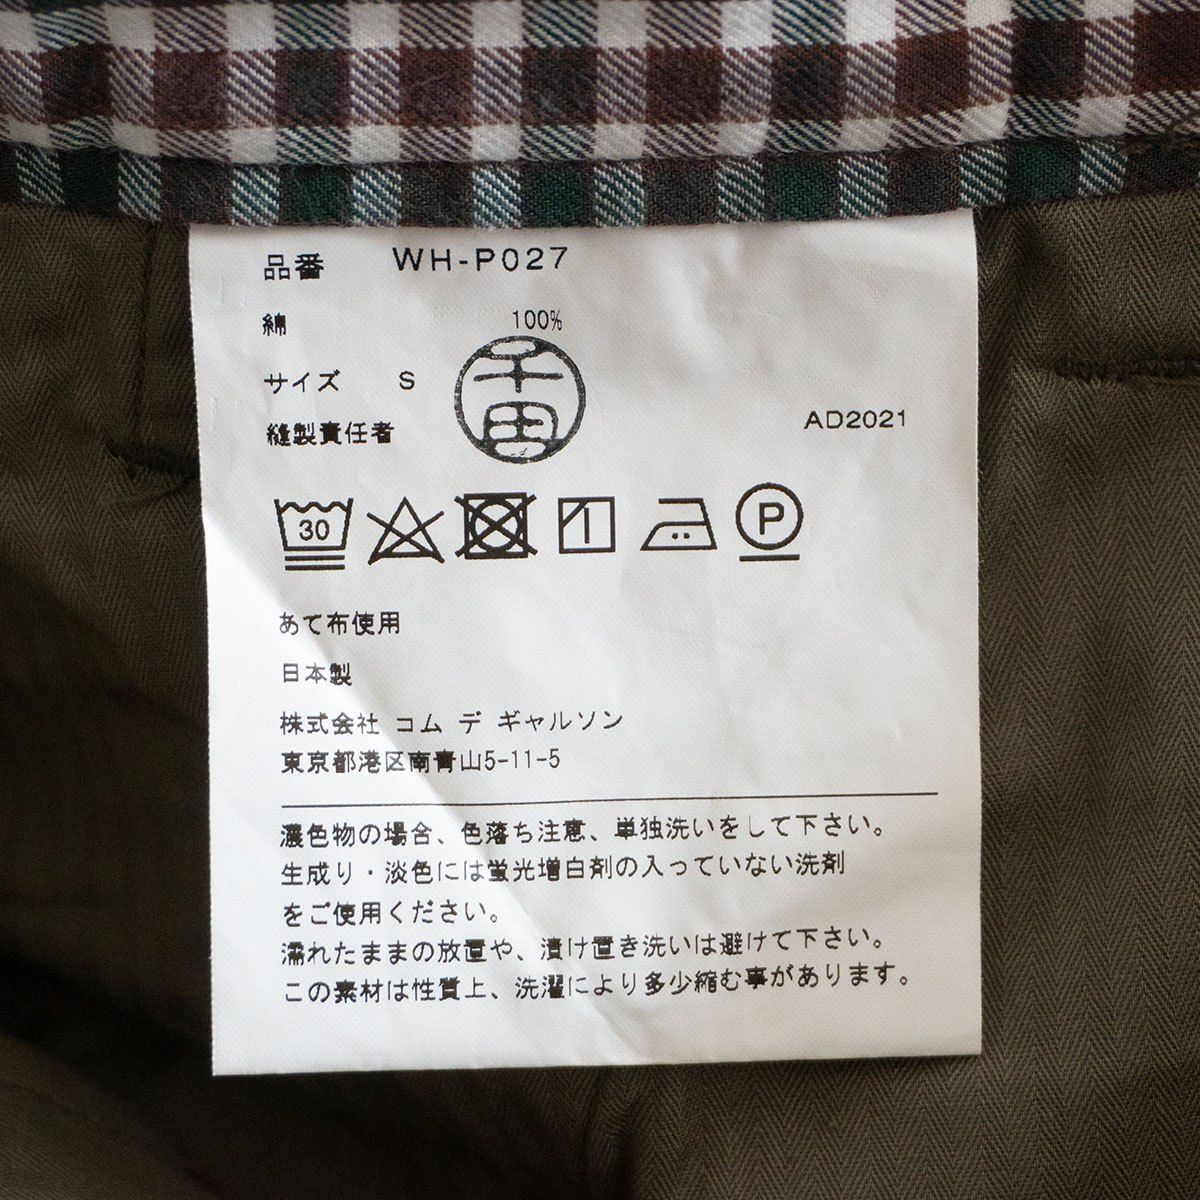 品番 WH-P027
綿 100%
サイズ S
縫製責任者 千田
AD2021
30 P
あて布使用
日本製
株式会社 コム デ ギャルソン
東京都港区南青山5-11-5
濃色物の場合、色落ち注意、単独洗いをして下さい。
生成り・淡色には蛍光増白剤の入っていない洗剤
をご使用ください。
濡れたままの放置や、漬け置き洗いは避けて下さい。
この素材は性質上、洗濯により多少縮む事があります。